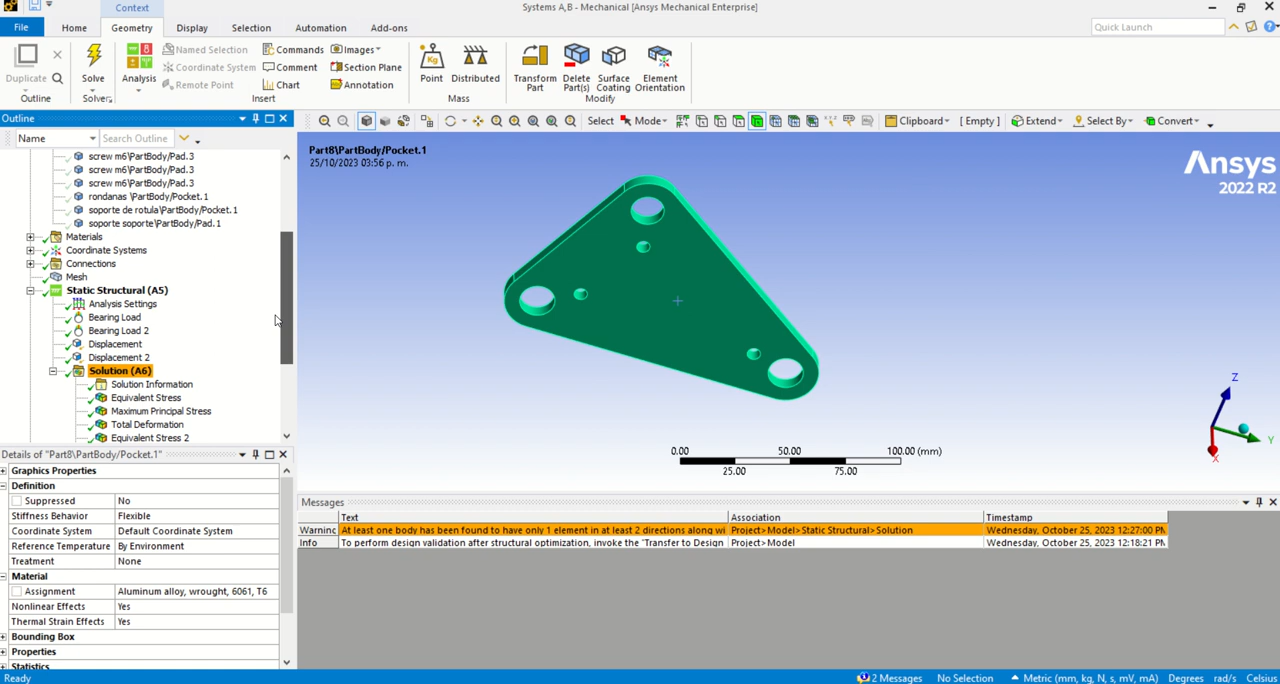 Context
Systems A,B - Mechanical [Ansys Mechanical Enterprise]
File Home Geometry Display Selection Automation Add-ons
Quick Launch
Duplicate
Outline
Solve
Solver
Analysis
Named Selection
Coordinate System
Remote Point
Commands
Comment
Chart
Images
Section Plane
Annotation
Insert
Point
Distributed
Mass
Transform Part
Delete Part(s)
Surface Coating
Element Orientation
Modify
Outline
Name
Search Outline
Select Mode Clipboard [ Empty ] Extend Select By Convert
screw m6\PartBody/Pad.3
screw m6\PartBody/Pad.3
screw m6\PartBody/Pad.3
rondanas \PartBody/Pocket.1
soporte de rotula\PartBody/Pocket.1
soporte soporte\PartBody/Pad.1
Materials
Coordinate Systems
Connections
Mesh
Static Structural (A5)
Analysis Settings
Bearing Load
Bearing Load 2
Displacement
Displacement 2
Solution (A6)
Solution Information
Equivalent Stress
Maximum Principal Stress
Total Deformation
Equivalent Stress 2
Part8\PartBody/Pocket.1
25/10/2023 03:56 p. m.
Ansys
2022 R2
Z
Y
X
0.00 50.00 100.00 (mm)
25.00 75.00
Details of "Part8\PartBody/Pocket.1"
Graphics Properties
Definition
Suppressed No
Stiffness Behavior Flexible
Coordinate System Default Coordinate System
Reference Temperature By Environment
Treatment None
Material
Assignment Aluminum alloy, wrought, 6061, T6
Nonlinear Effects Yes
Thermal Strain Effects Yes
Bounding Box
Properties
Statistics
Messages
Text Association Timestamp
Warninc At least one body has been found to have only 1 element in at least 2 directions along wi Project>Model>Static Structural>Solution Wednesday, October 25, 2023 12:27:00 PM
Info To perform design validation after structural optimization, invoke the 'Transfer to Design Project>Model Wednesday, October 25, 2023 12:18:21 PM
Ready
2 Messages No Selection Metric (mm, kg, N, s, mV, mA) Degrees rad/s Celsius